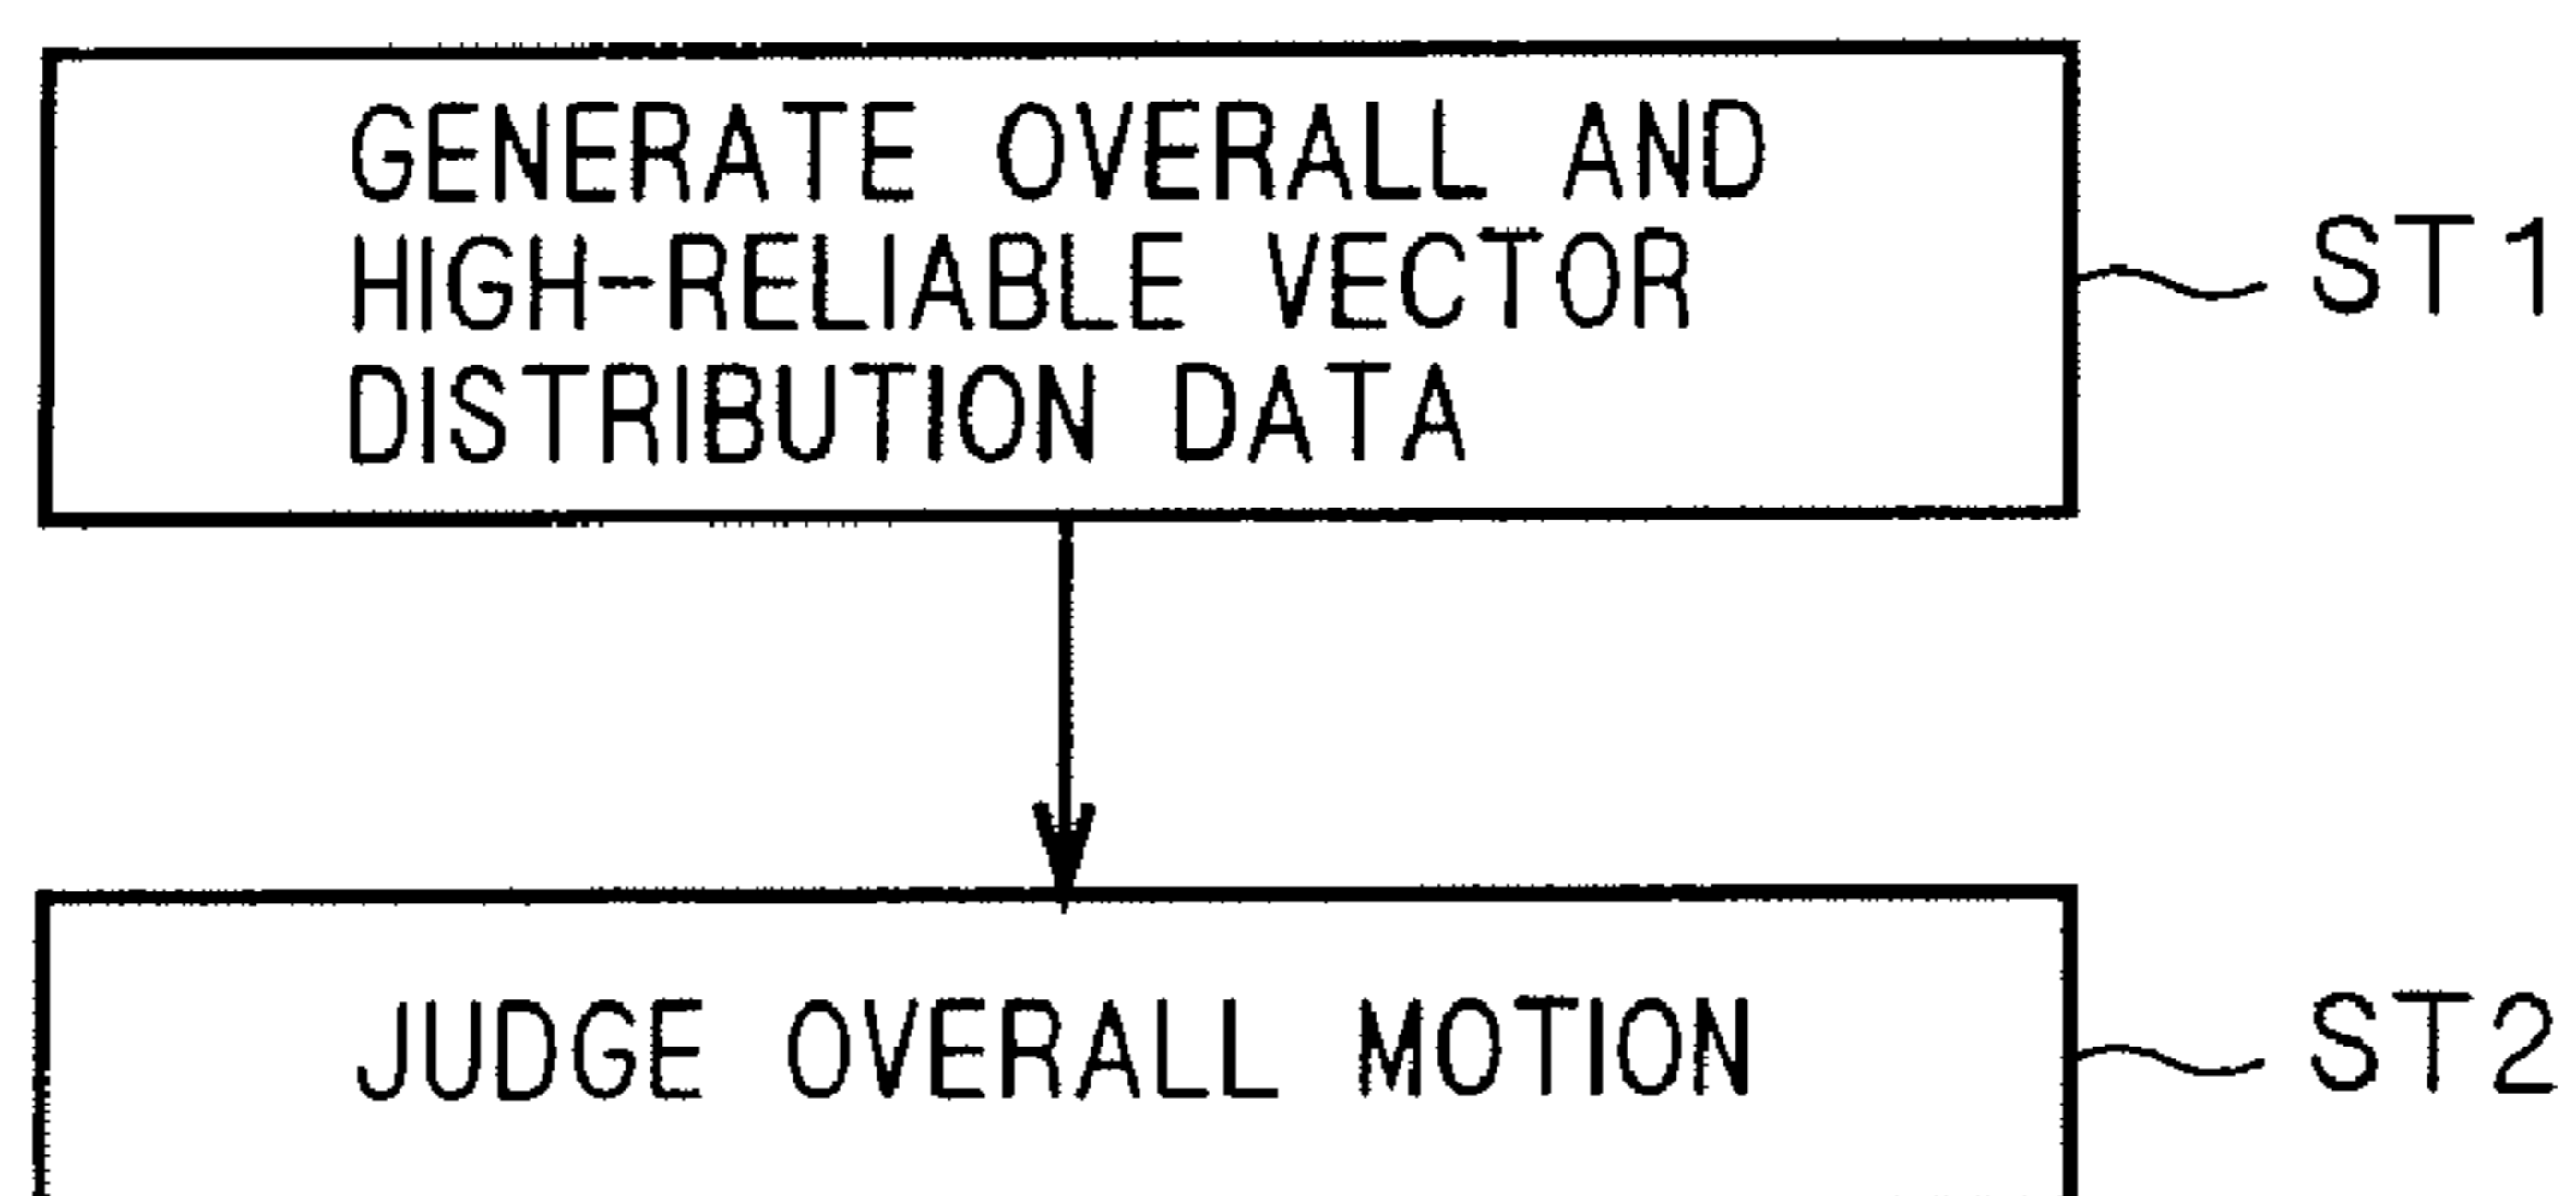 GENERATE OVERALL AND
HIGH-RELIABLE VECTOR
DISTRIBUTION DATA
ST1
JUDGE OVERALL MOTION
ST2